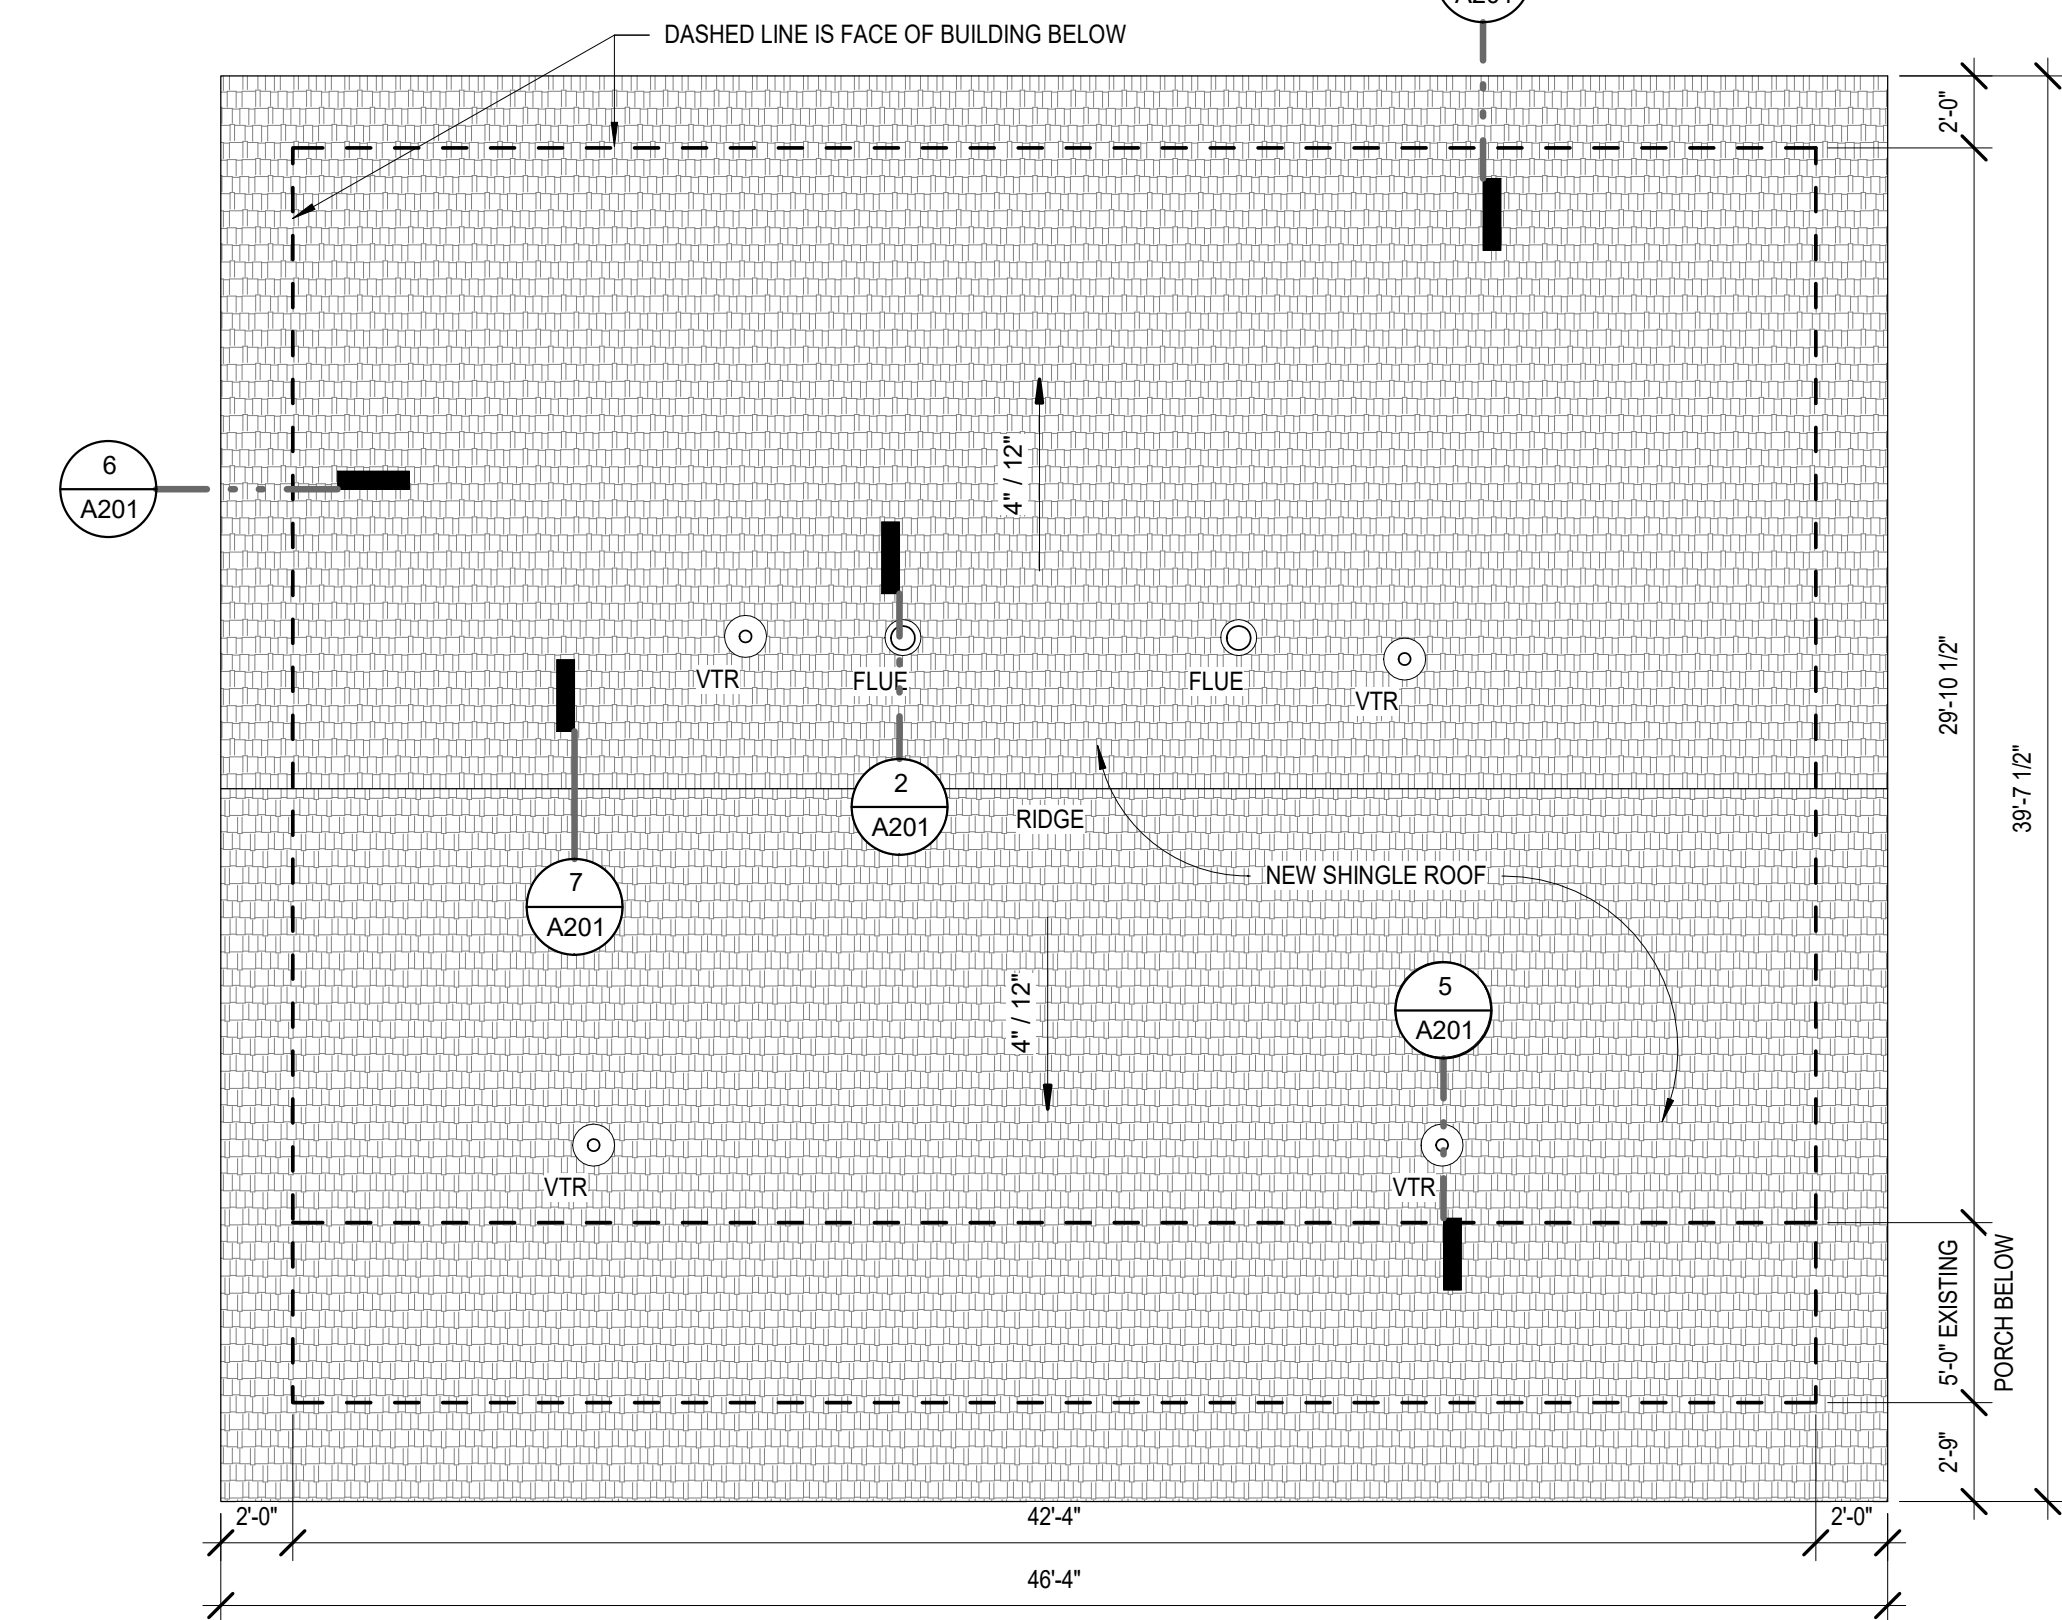 A201
DASHED LINE IS FACE OF BUILDING BELOW
2'-0"
6
A201
4" / 12"
29'-10 1/2"
39'-7 1/2"
VTR
FLUE
FLUE
VTR
2
A201
RIDGE
7
A201
NEW SHINGLE ROOF
4" / 12"
5
A201
VTR
VTR
5'-0" EXISTING
PORCH BELOW
2'-9"
2'-0"
42'-4"
2'-0"
46'-4"